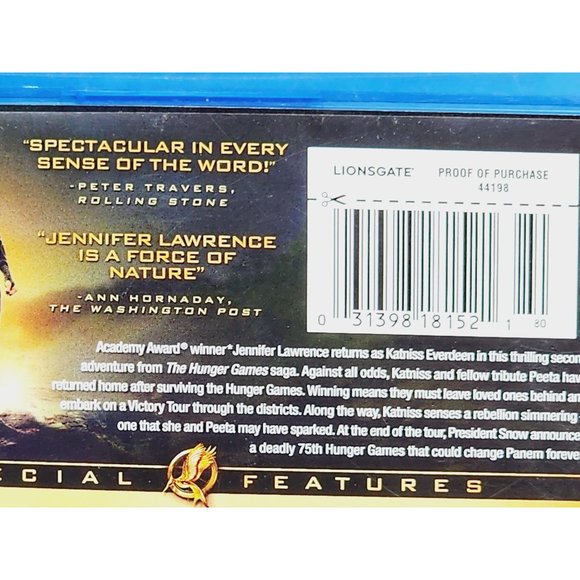 "SPECTACULAR IN EVERY
SENSE OF THE WORD!"
-PETER TRAVERS,
ROLLING STONE
"JENNIFER LAWRENCE
IS A FORCE OF
NATURE"
-ANN HORNADAY,
THE WASHINGTON POST
LIONSGATE® PROOF OF PURCHASE
44198
0 31398 18152 1 80
Academy Award® winner* Jennifer Lawrence returns as Katniss Everdeen in this thrilling secon
adventure from The Hunger Games saga. Against all odds, Katniss and fellow tribute Peeta hav
returned home after surviving the Hunger Games. Winning means they must leave loved ones behind an
embark on a Victory Tour through the districts. Along the way, Katniss senses a rebellion simmering
one that she and Peeta may have sparked. At the end of the tour, President Snow announce
a deadly 75th Hunger Games that could change Panem forever
ECIAL FEATURES